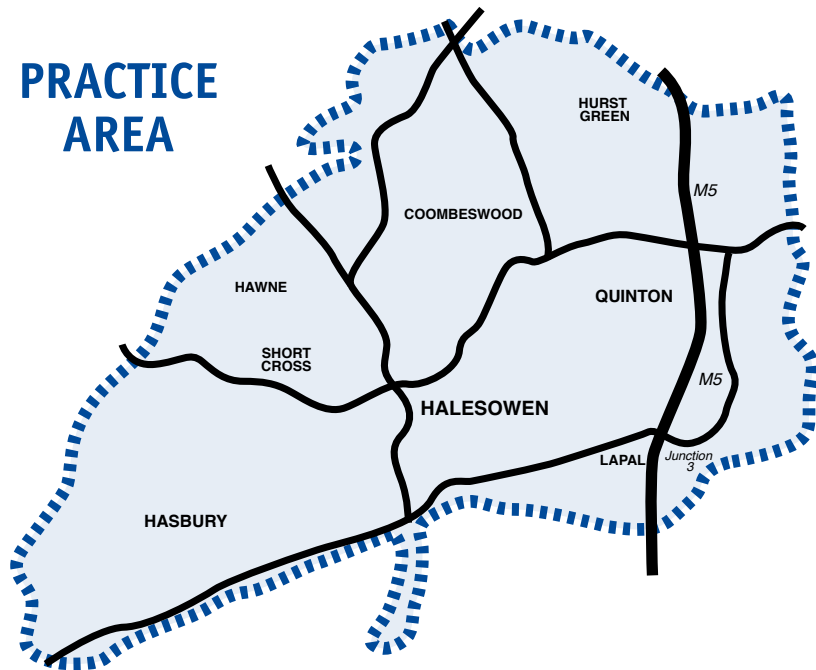 PRACTICE
AREA
HURST
GREEN
M5
COOMBESWOOD
HAWNE
QUINTON
SHORT
CROSS
M5
HALESOWEN
LAPAL
Junction
3
HASBURY